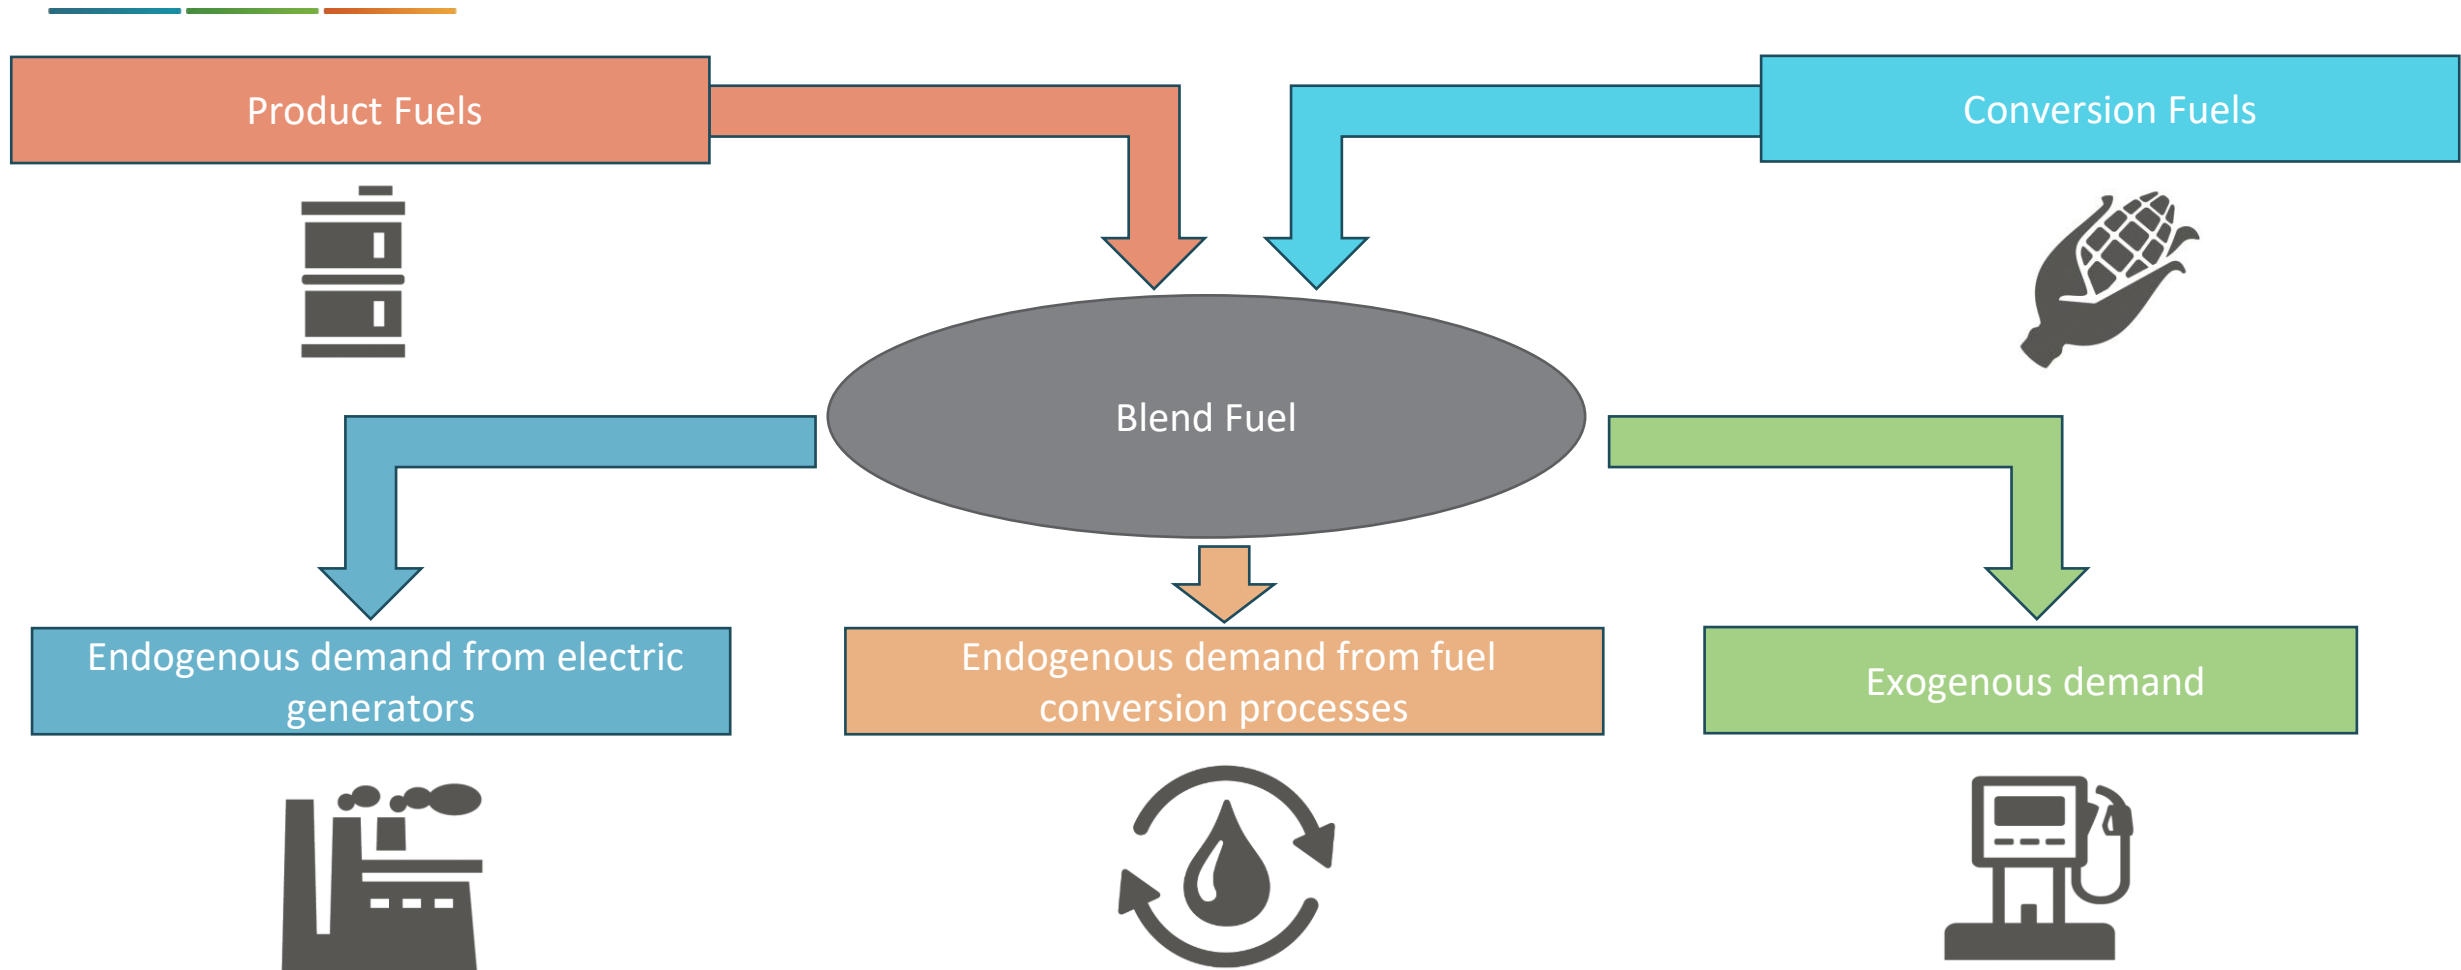 Product Fuels
Conversion Fuels
Blend Fuel
Endogenous demand from electric
generators
Endogenous demand from fuel
conversion processes
Exogenous demand